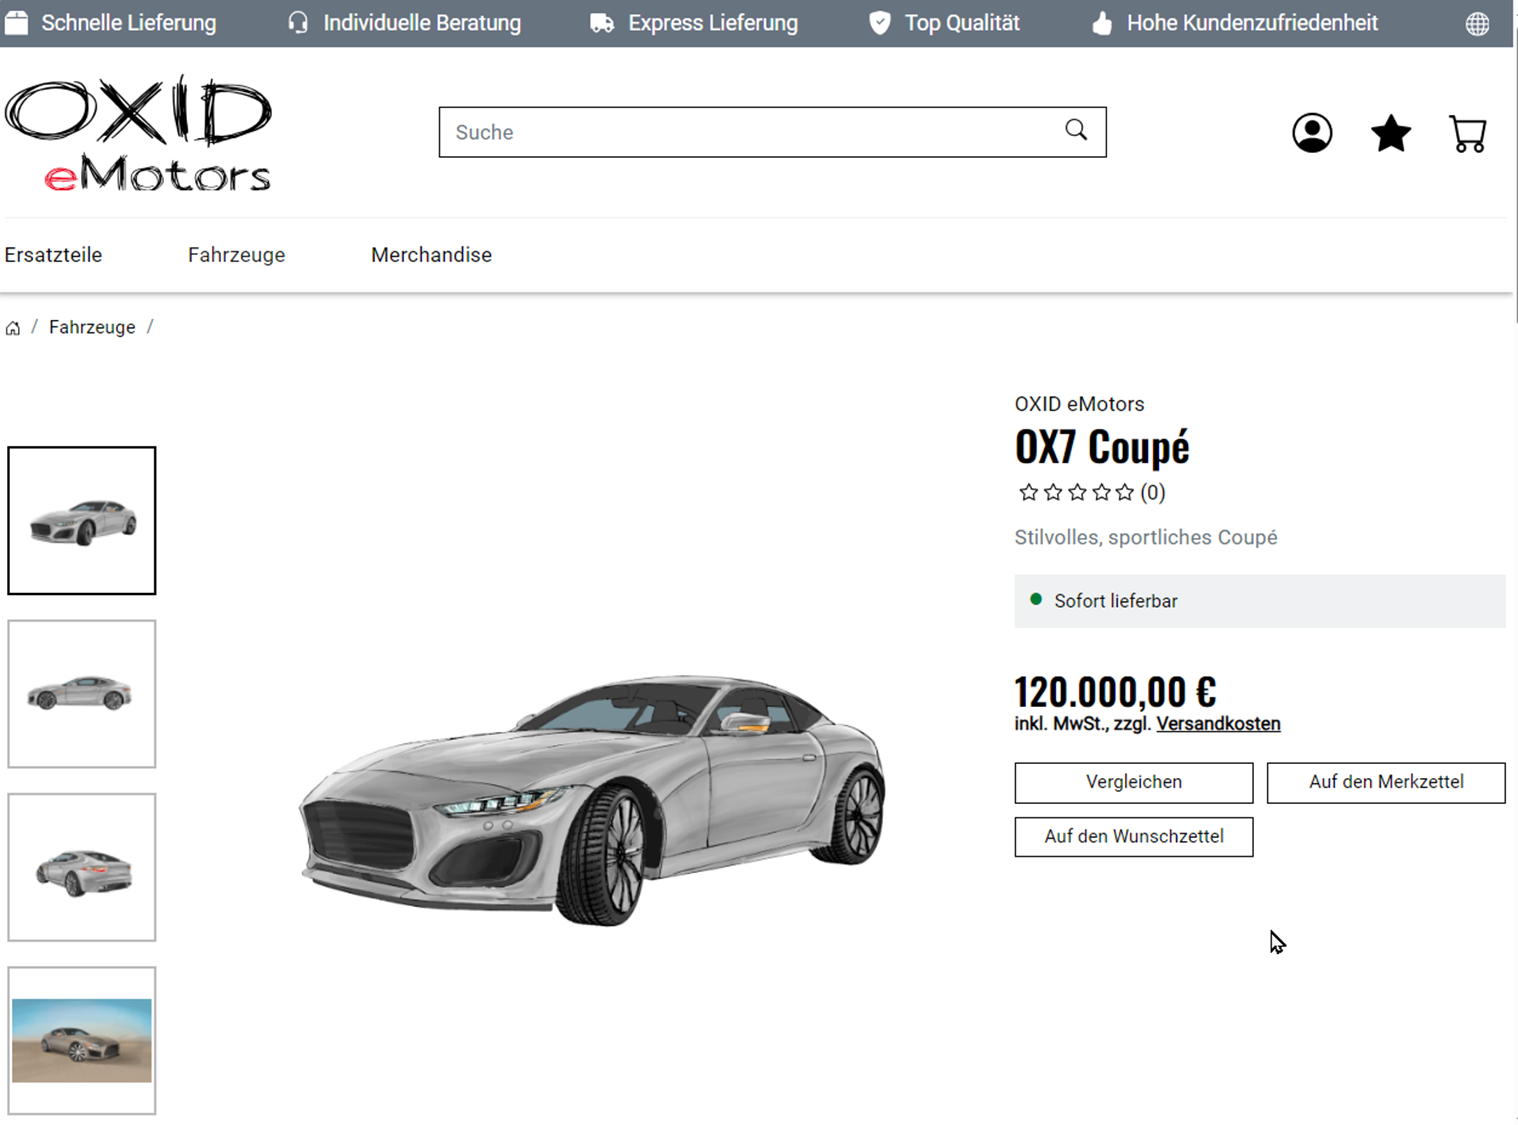 Schnelle Lieferung
Individuelle Beratung
Express Lieferung
Top Qualität
Hohe Kundenzufriedenheit
OXID
eMotors
Suche
Ersatzteile
Fahrzeuge
Merchandise
/ Fahrzeuge /
OXID eMotors
OX7 Coupé
(0)
Stilvolles, sportliches Coupé
Sofort lieferbar
120.000,00 €
inkl. MwSt., zzgl. Versandkosten
Vergleichen
Auf den Merkzettel
Auf den Wunschzettel